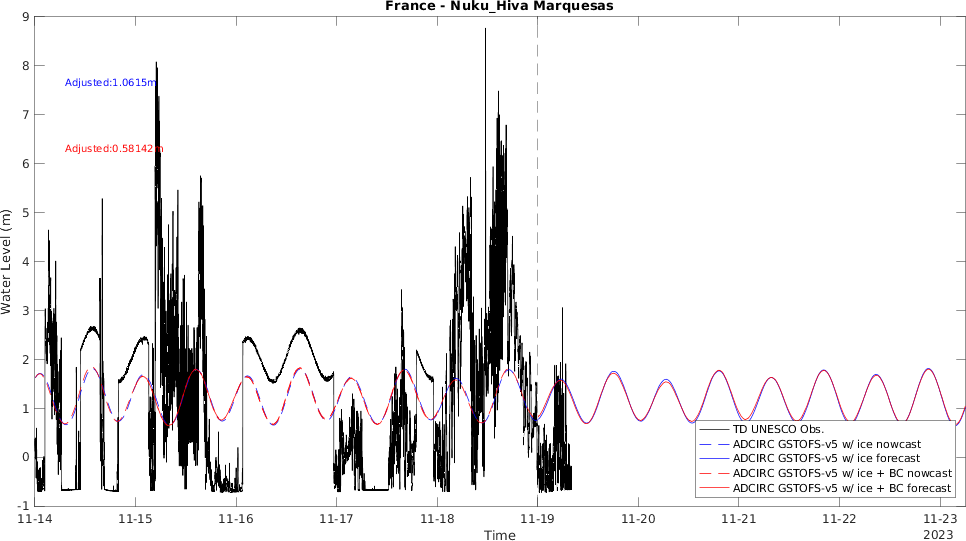 France - Nuku_Hiva Marquesas
9
8
7
6
5
4
3
2
1
0
-1
Water Level (m)
Adjusted:1.0615m
Adjusted:0.58142m
TD UNESCO Obs.
ADCIRC GSTOFS-v5 w/ ice nowcast
ADCIRC GSTOFS-v5 w/ ice forecast
ADCIRC GSTOFS-v5 w/ ice + BC nowcast
ADCIRC GSTOFS-v5 w/ ice + BC forecast
11-14 11-15 11-16 11-17 11-18 11-19 11-20 11-21 11-22 11-23
Time
2023